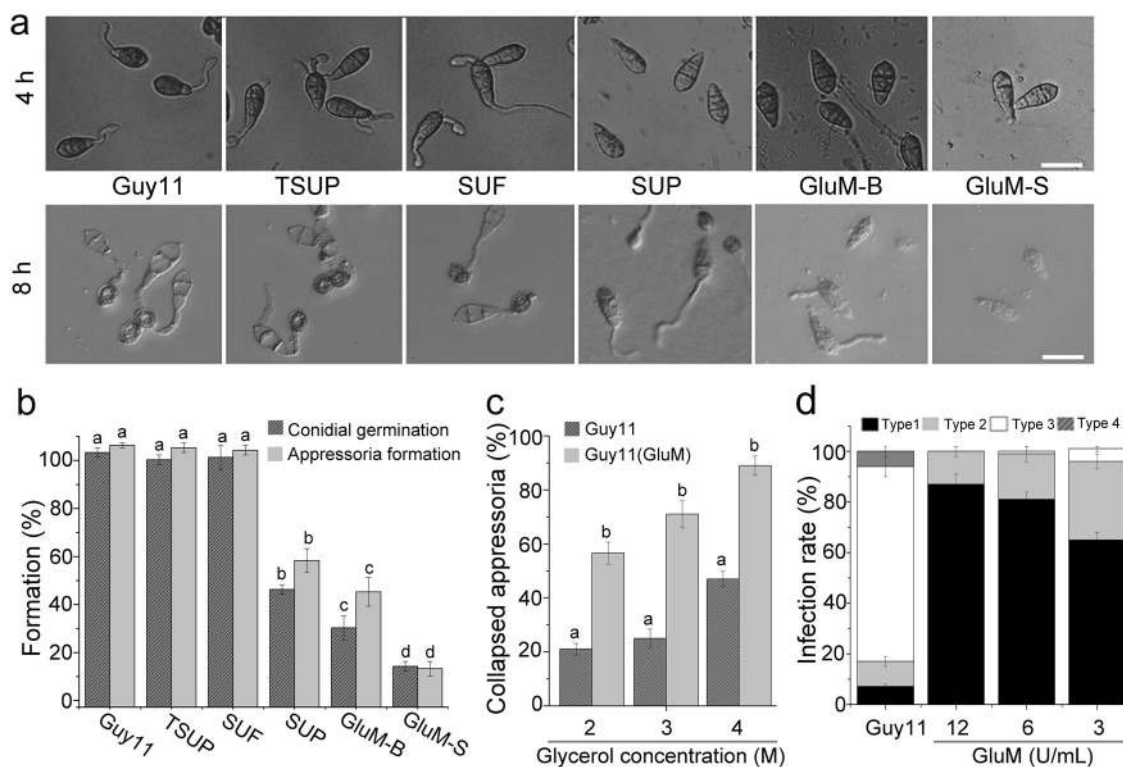 a
4 h
Guy11 TSUP SUF SUP GluM-B GluM-S
8 h
b
Formation (%)
100
80
60
40
20
0
Conidial germination
Appressoria formation
a a a a a a b b c c d d
Guy11 TSUP SUF SUP GluM-B GluM-S
c
Collapsed appressoria (%)
100
80
60
40
20
0
Guy11
Guy11(GluM)
a b a b a b
2 3 4
Glycerol concentration (M)
d
Infection rate (%)
100
80
60
40
20
0
Type1 Type 2 Type 3 Type 4
Guy11 12 6 3
GluM (U/mL)